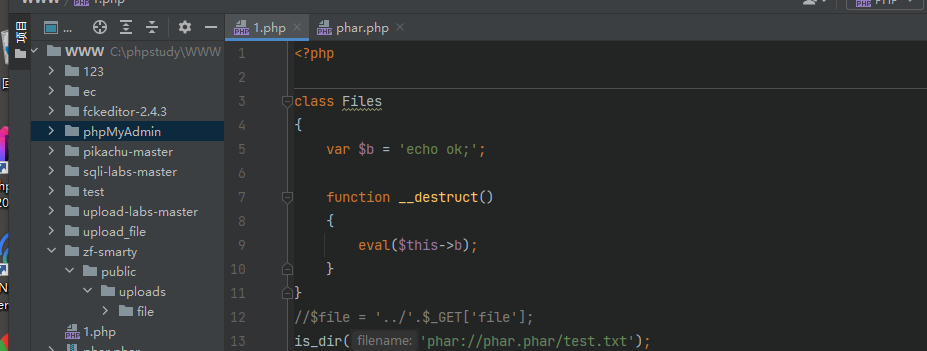 WWW 1.php
PHP
项目
...
1.php
phar.php
WWW C:\phpstudy\WWW
123
ec
fckeditor-2.4.3
phpMyAdmin
pikachu-master
sqli-labs-master
test
upload-labs-master
upload_file
zf-smarty
public
uploads
file
1.php
phar.phar
1 <?php
2
3 class Files
4 {
5 var $b = 'echo ok;';
6
7 function __destruct()
8 {
9 eval($this->b);
10 }
11 }
12 //$file = '../'.$_GET['file'];
13 is_dir( filename: 'phar://phar.phar/test.txt');